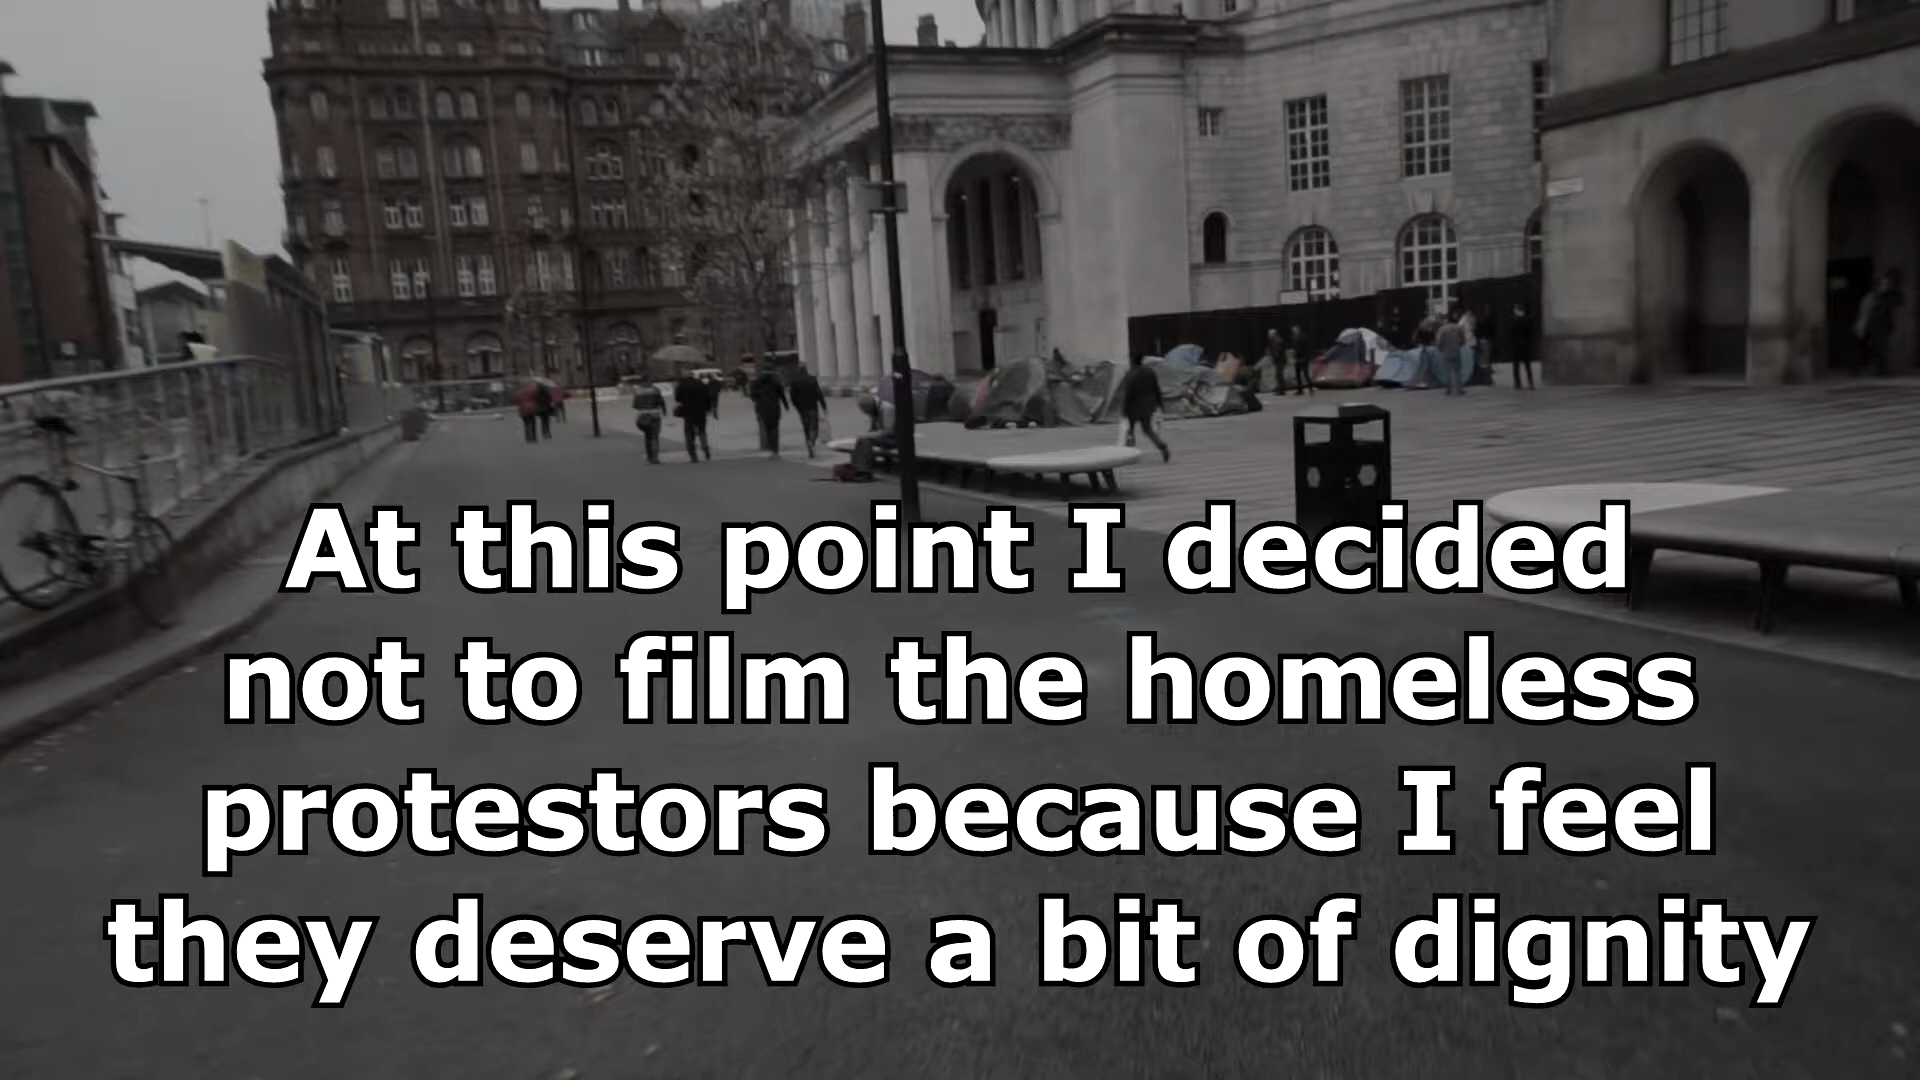 At this point I decided
not to film the homeless
protestors because I feel
they deserve a bit of dignity